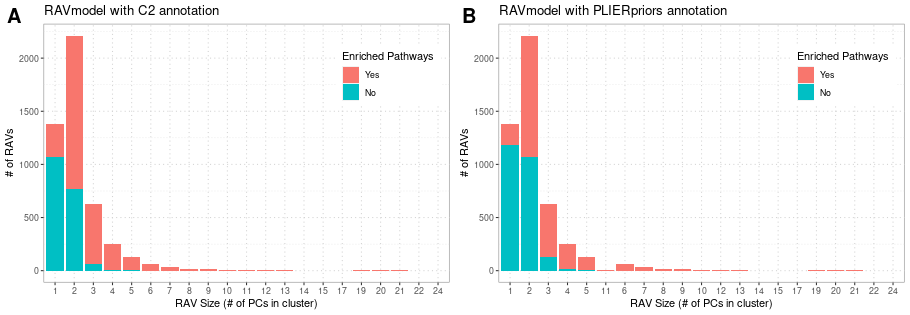 A
RAVmodel with C2 annotation
# of RAVs
2000
1500
1000
500
0
Enriched Pathways
Yes
No
1 2 3 4 5 6 7 8 9 10 11 12 13 14 15 17 19 20 21 22 24
RAV Size (# of PCs in cluster)
B
RAVmodel with PLIERpriors annotation
# of RAVs
2000
1500
1000
500
0
Enriched Pathways
Yes
No
1 2 3 4 5 11 6 7 8 9 10 12 13 14 15 17 19 20 21 22 24
RAV Size (# of PCs in cluster)